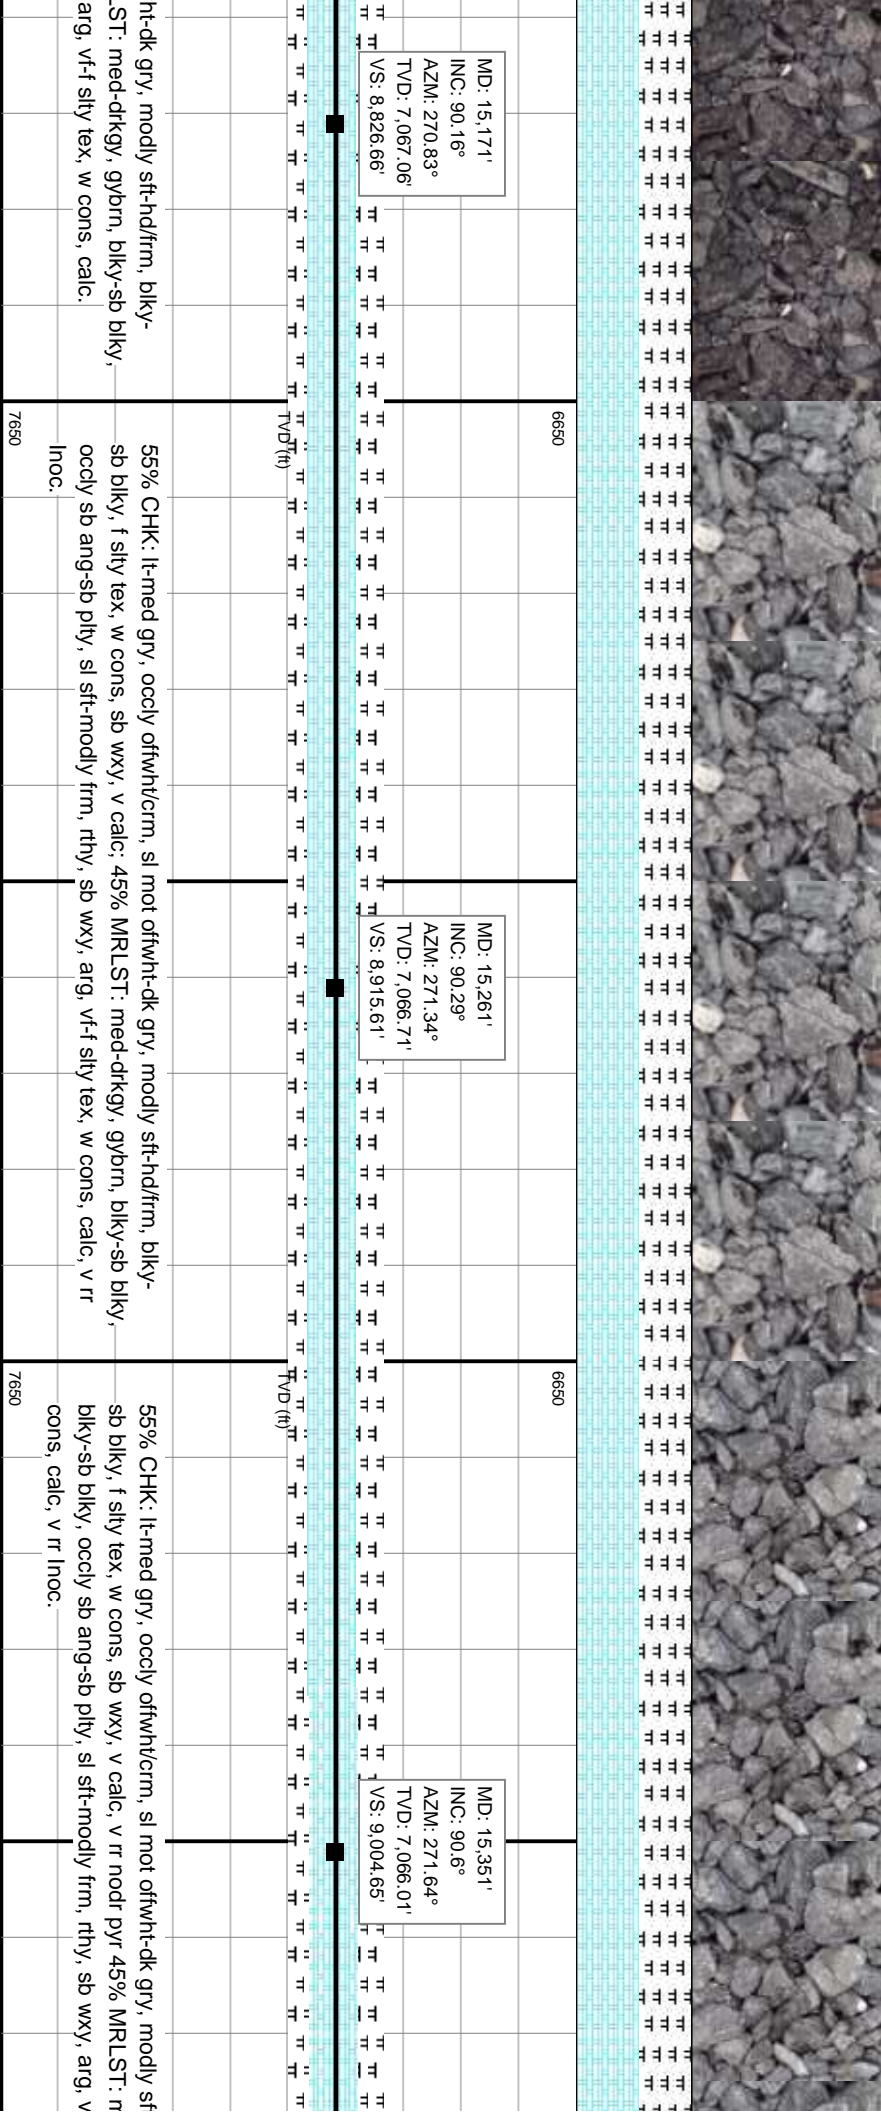 ht-dk gry, modly sft-hd/frm, blky-
LST: med-drkgy, gybrn, blky-sb blky,
arg, vf-f slty tex, w cons, calc.
MD: 15,171'
INC: 90.16°
AZM: 270.83°
TVD: 7,067.06'
VS: 8,826.66'
6650
TVD (ft)
7650
55% CHK: lt-med gry, occly offwht/crm, sl mot offwht-dk gry, modly sft-hd/frm, blky-
sb blky, f slty tex, w cons, sb wxy, v calc; 45% MRLST: med-drkgy, gybrn, blky-sb blky,
occly sb ang-sb plty, sl sft-modly frm, rthy, sb wxy, arg, vf-f slty tex, w cons, calc, v rr
Inoc.
MD: 15,261'
INC: 90.29°
AZM: 271.34°
TVD: 7,066.71'
VS: 8,915.61'
6650
TVD (ft)
7650
55% CHK: lt-med gry, occly offwht/crm, sl mot offwht-dk gry, modly sf
sb blky, f slty tex, w cons, sb wxy, v calc, v rr nodr pyr 45% MRLST: m
blky-sb blky, occly sb ang-sb plty, sl sft-modly frm, rthy, sb wxy, arg, v
cons, calc, v rr Inoc.
MD: 15,351'
INC: 90.6°
AZM: 271.64°
TVD: 7,066.01'
VS: 9,004.65'